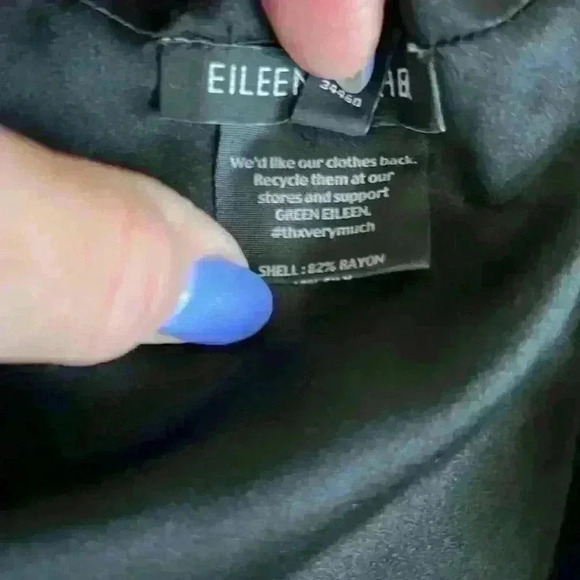 EILEEN
34460
We'd like our clothes back.
Recycle them at our
stores and support
GREEN EILEEN.
#thxverymuch
SHELL : 82% RAYON